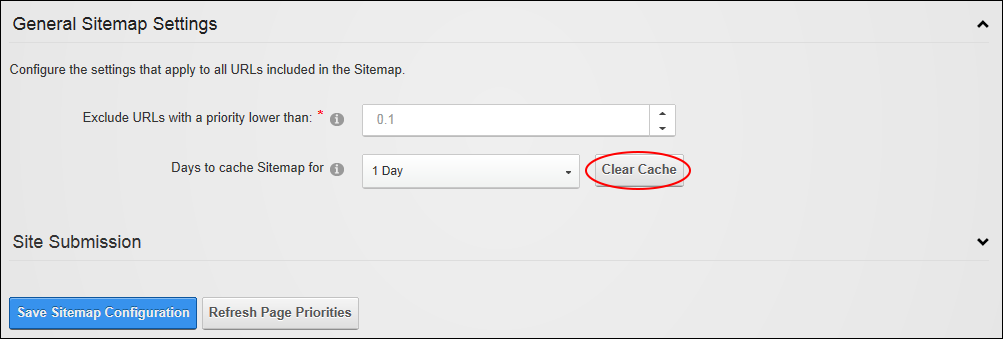 General Sitemap Settings
Configure the settings that apply to all URLs included in the Sitemap.
Exclude URLs with a priority lower than: *
0.1
Days to cache Sitemap for
1 Day
Clear Cache
Site Submission
Save Sitemap Configuration
Refresh Page Priorities